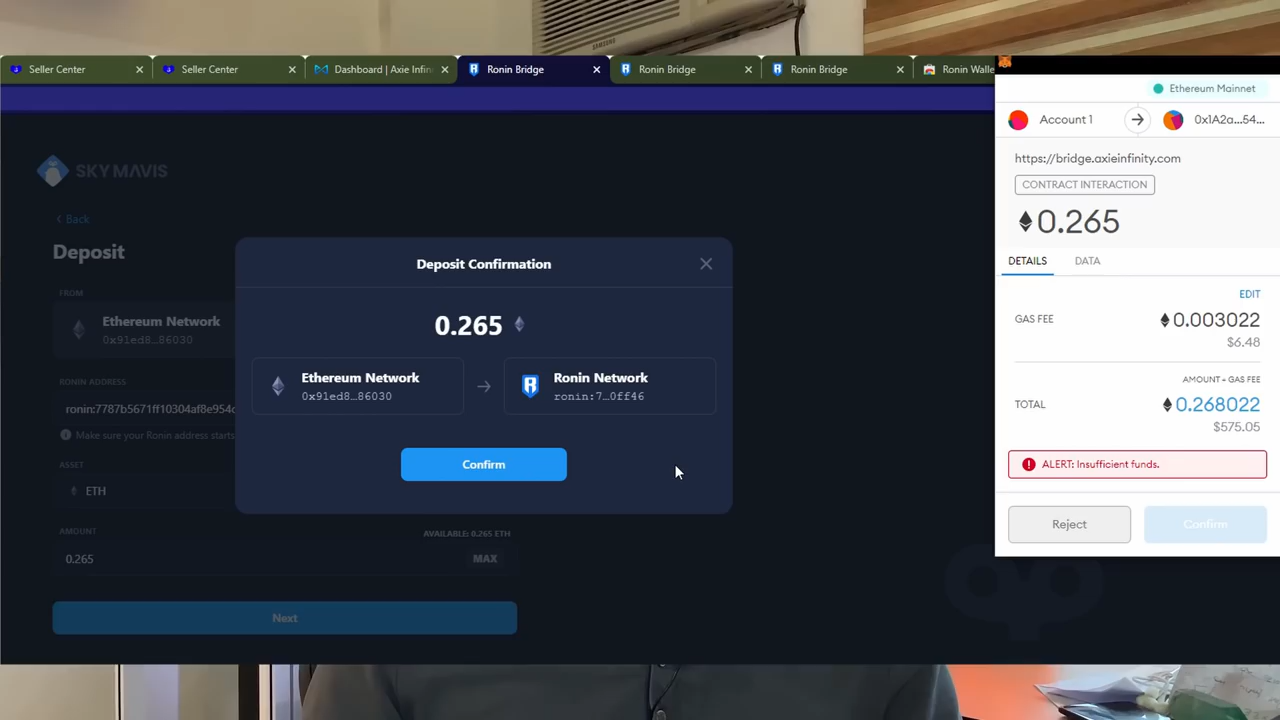 SAMSUNG
Seller Center
Seller Center
Dashboard | Axie Infin
Ronin Bridge
Ronin Bridge
Ronin Bridge
Ronin Walle
SKY MAVIS
Back
Deposit
FROM
Ethereum Network
0x91ed8...86030
RONIN ADDRESS
ronin:7787b5671ff10304af8e954c
Make sure your Ronin address starts
ASSET
ETH
AMOUNT
AVAILABLE: 0.265 ETH
0.265
MAX
Next
Deposit Confirmation
0.265
Ethereum Network
0x91ed8...86030
Ronin Network
ronin:7...0ff46
Confirm
Ethereum Mainnet
Account 1
0x1A2a...54...
https://bridge.axieinfinity.com
CONTRACT INTERACTION
0.265
DETAILS
DATA
EDIT
GAS FEE
0.003022
$6.48
AMOUNT + GAS FEE
TOTAL
0.268022
$575.05
ALERT: Insufficient funds.
Reject
Confirm